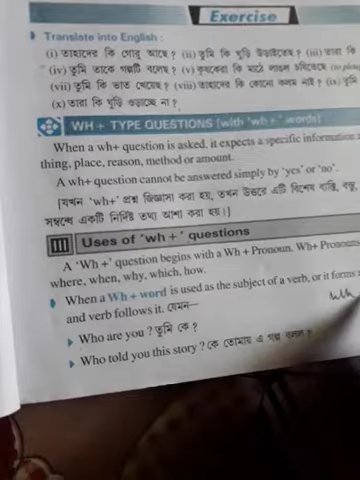 Exercise
Translate into English :
(i) তাহাদের কি গোরু আছে ? (ii) তুমি কি ঘুড়ি উড়াইতেছ ? (iii) তারা কি
(iv) তুমি তাকে গল্পটি বলেছ ? (v) কৃষকেরা কি মাঠে লাঙল চষিতেছে
(vii) তুমি কি ভাত খেয়েছ ? (viii) তাহাদের কি কোনো কলম নাই ? (ix) তুমি
(x) তারা কি ঘুড়ি ওড়াচ্ছে না ?
WH + TYPE QUESTIONS [with 'wh +' words]
When a wh+ question is asked, it expects a specific information
thing, place, reason, method or amount.
A wh+ question cannot be answered simply by 'yes' or 'no'.
[যখন 'wh+' প্রশ্ন জিজ্ঞাসা করা হয়, তখন উত্তরে এটি বিশেষ ব্যক্তি, বস্তু,
সম্বন্ধে একটি নির্দিষ্ট তথ্য আশা করা হয়।]
III Uses of 'wh +' questions
A 'Wh +' question begins with a Wh + Pronoun. Wh+ Pronouns
where, when, why, which, how.
When a Wh + word is used as the subject of a verb, or it forms
and verb follows it. যেমন—
Who are you ? তুমি কে ?
Who told you this story ? কে তোমায় এ গল্প বলল ?